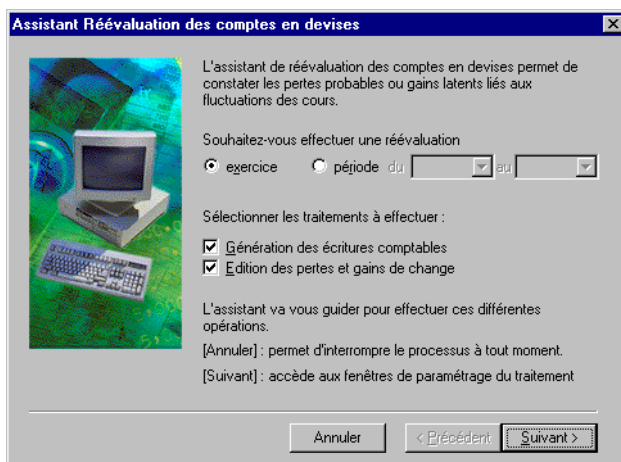 Assistant Réévaluation des comptes en devises
L'assistant de réévaluation des comptes en devises permet de
constater les pertes probables ou gains latents liés aux
fluctuations des cours.
Souhaitez-vous effectuer une réévaluation
exercice période du au
Sélectionner les traitements à effectuer :
Génération des écritures comptables
Edition des pertes et gains de change
L'assistant va vous guider pour effectuer ces différentes
opérations.
[Annuler] : permet d'interrompre le processus à tout moment.
[Suivant] : accède aux fenêtres de paramétrage du traitement
Annuler < Précédent Suivant >